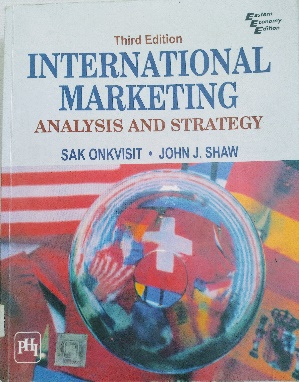 Eastern
Economy
Edition
Third Edition
INTERNATIONAL
MARKETING
ANALYSIS AND STRATEGY
SAK ONKVISIT • JOHN J. SHAW
PHI